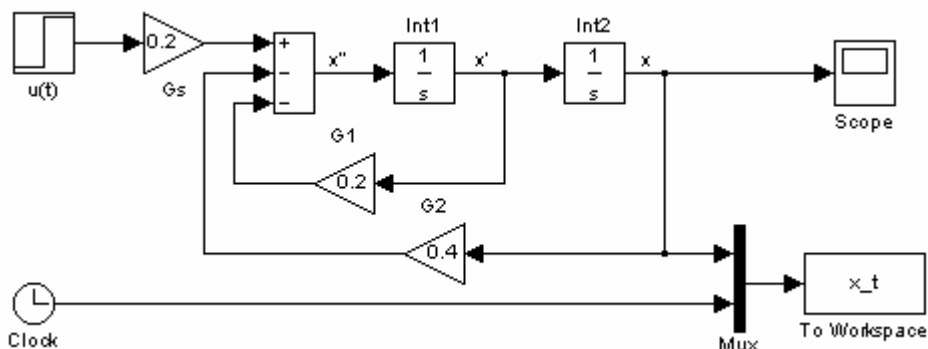 Int1
Int2
0.2
+
−
−
x''
1
s
x'
1
s
x
u(t)
Gs
Scope
G1
0.2
G2
0.4
x_t
Clock
Mux
To Workspace